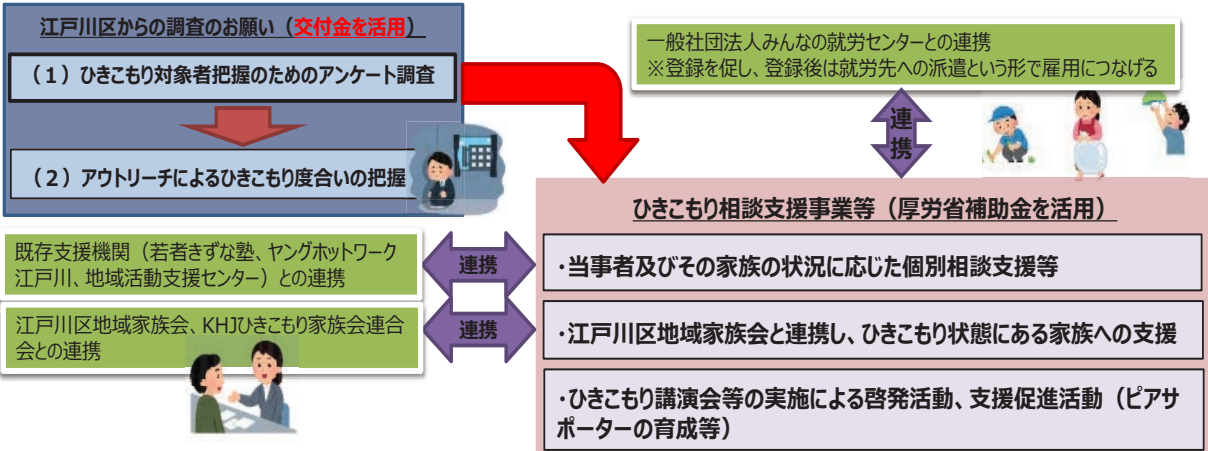 江戸川区からの調査のお願い（交付金を活用）
（１）ひきこもり対象者把握のためのアンケート調査
（２）アウトリーチによるひきこもり度合いの把握
一般社団法人みんなの就労センターとの連携
※登録を促し、登録後は就労先への派遣という形で雇用につなげる
連携
既存支援機関（若者きずな塾、ヤングホットワーク
江戸川、地域活動支援センター）との連携
連携
江戸川区地域家族会、KHJひきこもり家族会連合
会との連携
連携
ひきこもり相談支援事業等（厚労省補助金を活用）
・当事者及びその家族の状況に応じた個別相談支援等
・江戸川区地域家族会と連携し、ひきこもり状態にある家族への支援
・ひきこもり講演会等の実施による啓発活動、支援促進活動（ピアサ
ポーターの育成等）